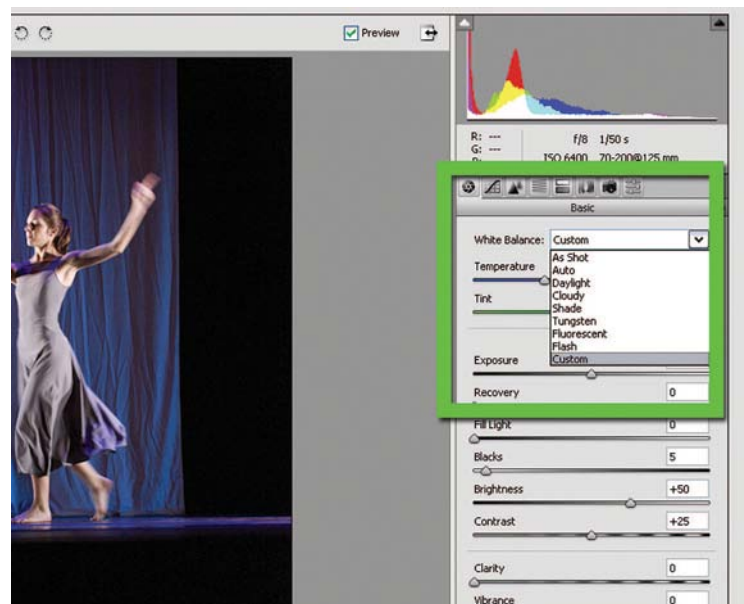 Preview
R: ---
G: ---
f/8 1/50 s
ISO 6400 70-200@125 mm
Basic
White Balance: Custom
As Shot
Auto
Daylight
Cloudy
Shade
Tungsten
Fluorescent
Flash
Custom
Temperature
Tint
Exposure
Recovery 0
Fill Light 0
Blacks 5
Brightness +50
Contrast +25
Clarity 0
Vibrance 0